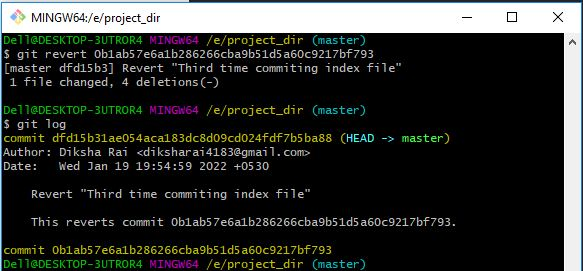 MINGW64:/e/project_dir
Dell@DESKTOP-3UTROR4 MINGW64 /e/project_dir (master)
$ git revert 0b1ab57e6a1b286266cba9b51d5a60c9217bf793
[master dfd15b3] Revert "Third time commiting index file"
 1 file changed, 4 deletions(-)
Dell@DESKTOP-3UTROR4 MINGW64 /e/project_dir (master)
$ git log
commit dfd15b31ae054aca183dc8d09cd024fdf7b5ba88 (HEAD -> master)
Author: Diksha Rai <diksharai4183@gmail.com>
Date:   Wed Jan 19 19:54:59 2022 +0530
    Revert "Third time commiting index file"
    This reverts commit 0b1ab57e6a1b286266cba9b51d5a60c9217bf793.
commit 0b1ab57e6a1b286266cba9b51d5a60c9217bf793
Dell@DESKTOP-3UTROR4 MINGW64 /e/project_dir (master)